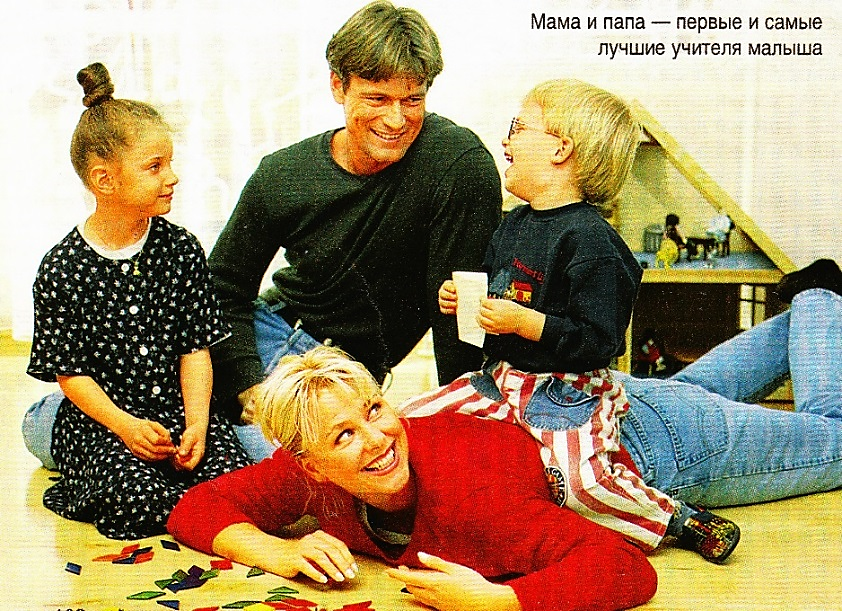 Мама и папа — первые и самые
лучшие учителя малыша